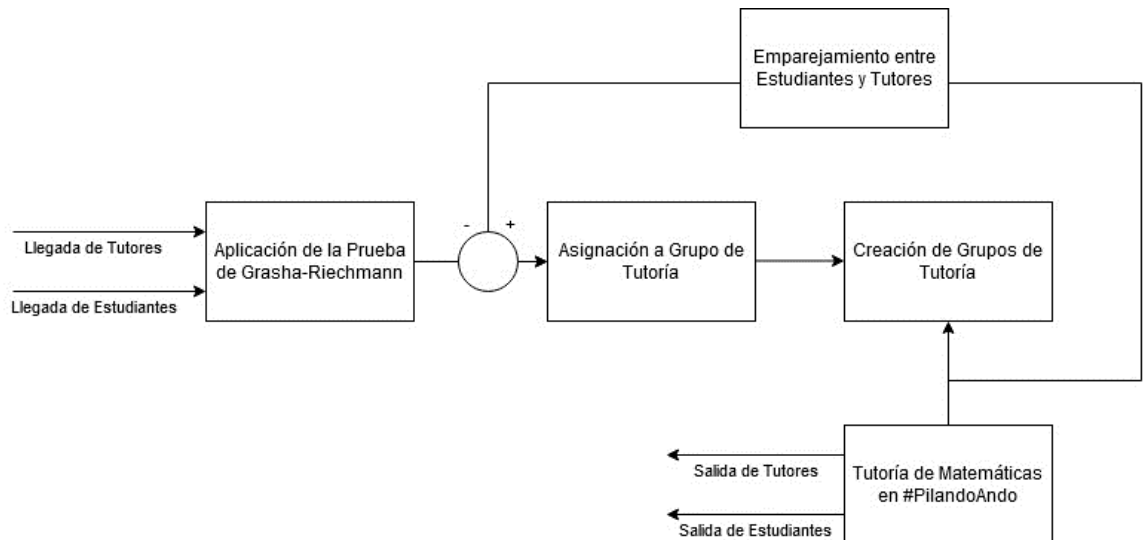 Emparejamiento entre
Estudiantes y Tutores
-
+
Llegada de Tutores
Llegada de Estudiantes
Aplicación de la Prueba
de Grasha-Riechmann
Asignación a Grupo de
Tutoría
Creación de Grupos de
Tutoría
Salida de Tutores
Salida de Estudiantes
Tutoría de Matemáticas
en #PilandoAndo